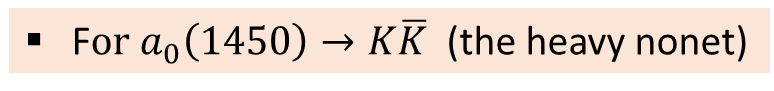 ▪ For a₀(1450) → KK̅ (the heavy nonet)